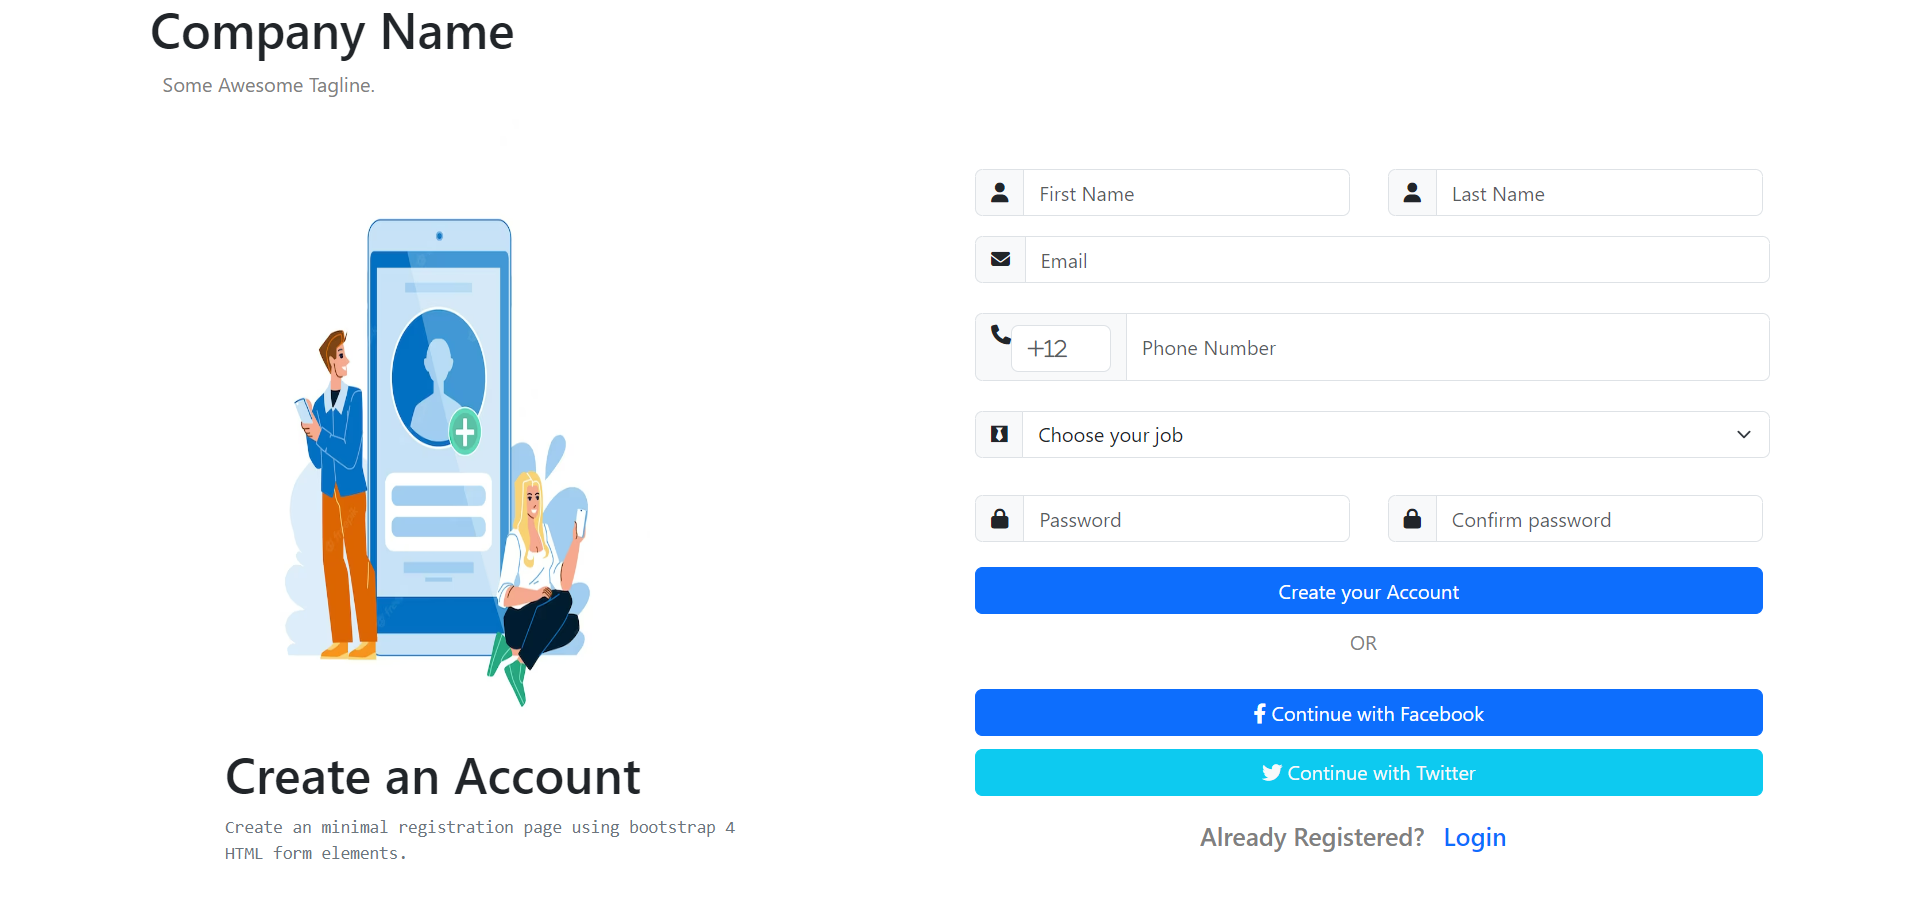 Company Name
Some Awesome Tagline.
First Name
Last Name
Email
+12
Phone Number
Choose your job
Password
Confirm password
Create your Account
OR
Continue with Facebook
Continue with Twitter
Already Registered? Login
Create an Account
Create an minimal registration page using bootstrap 4
HTML form elements.